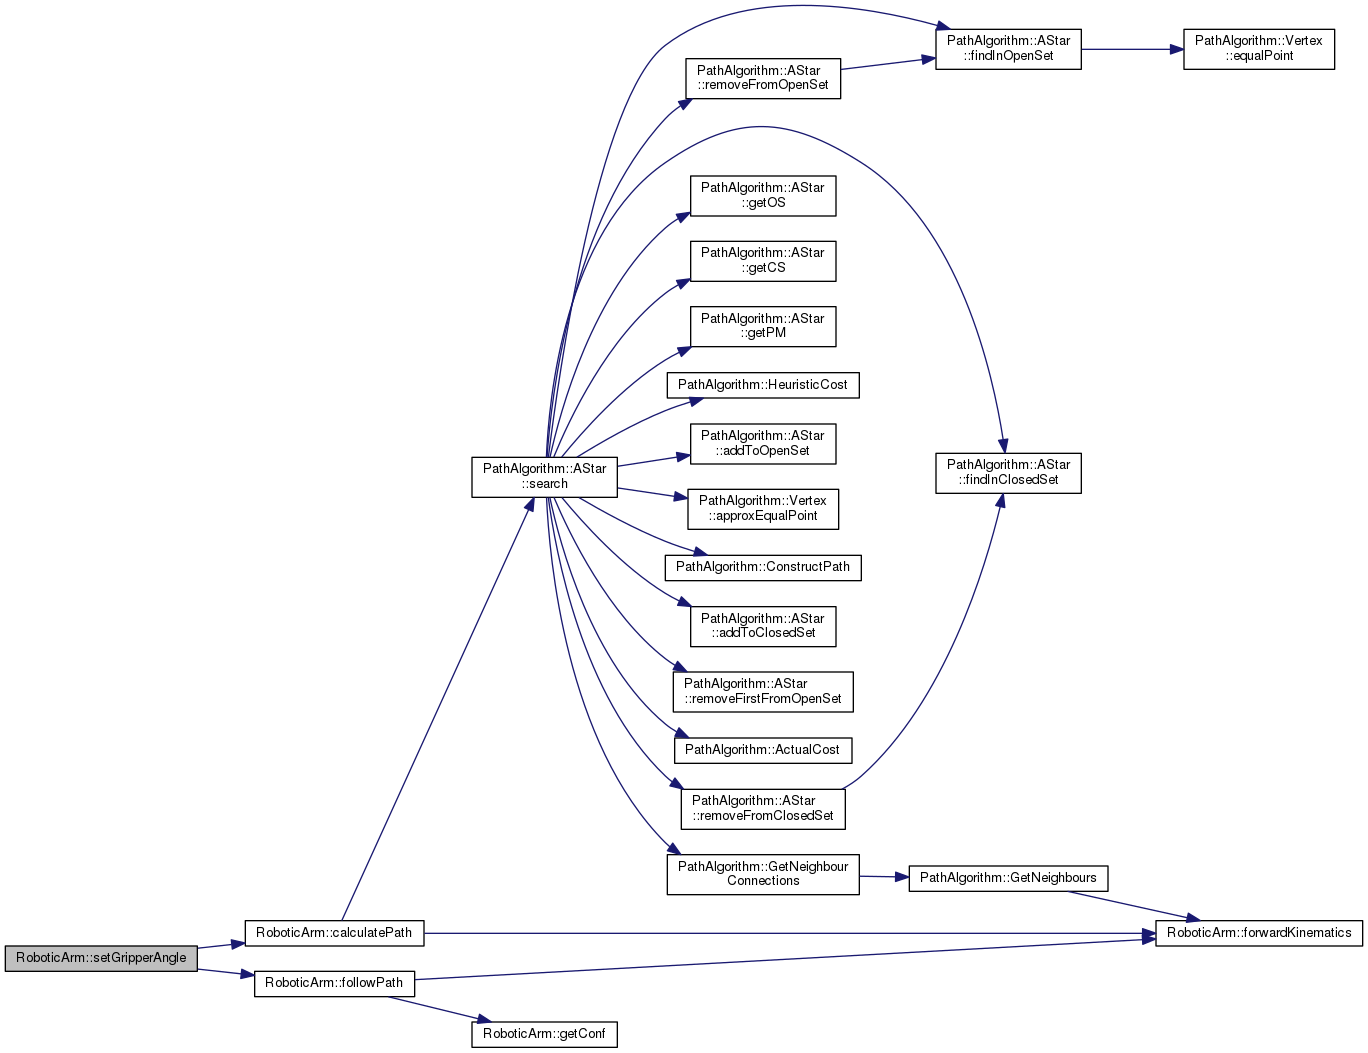 PathAlgorithm::AStar
::findInOpenSet
PathAlgorithm::Vertex
::equalPoint
PathAlgorithm::AStar
::removeFromOpenSet
PathAlgorithm::AStar
::getOS
PathAlgorithm::AStar
::getCS
PathAlgorithm::AStar
::getPM
PathAlgorithm::HeuristicCost
PathAlgorithm::AStar
::addToOpenSet
PathAlgorithm::AStar
::search
PathAlgorithm::AStar
::findInClosedSet
PathAlgorithm::Vertex
::approxEqualPoint
PathAlgorithm::ConstructPath
PathAlgorithm::AStar
::addToClosedSet
PathAlgorithm::AStar
::removeFirstFromOpenSet
PathAlgorithm::ActualCost
PathAlgorithm::AStar
::removeFromClosedSet
PathAlgorithm::GetNeighbour
Connections
PathAlgorithm::GetNeighbours
RoboticArm::calculatePath
RoboticArm::forwardKinematics
RoboticArm::setGripperAngle
RoboticArm::followPath
RoboticArm::getConf